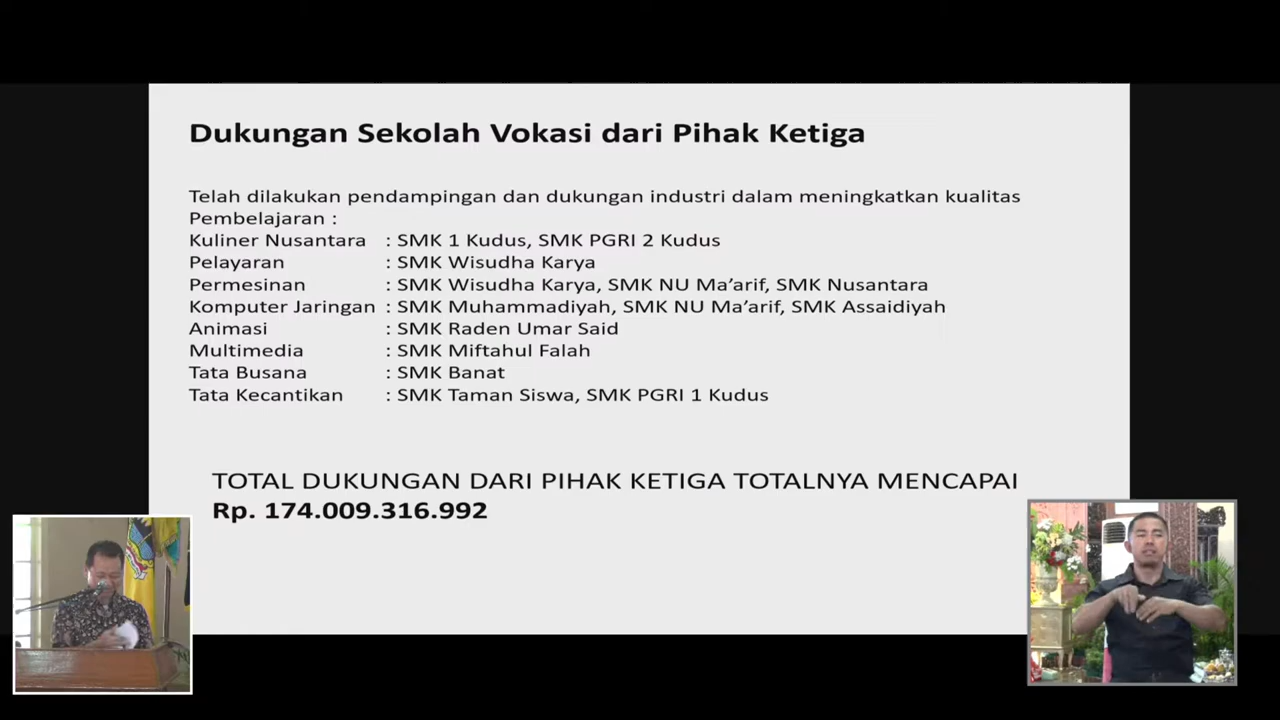 Dukungan Sekolah Vokasi dari Pihak Ketiga
Telah dilakukan pendampingan dan dukungan industri dalam meningkatkan kualitas
Pembelajaran :
Kuliner Nusantara : SMK 1 Kudus, SMK PGRI 2 Kudus
Pelayaran : SMK Wisudha Karya
Permesinan : SMK Wisudha Karya, SMK NU Ma’arif, SMK Nusantara
Komputer Jaringan : SMK Muhammadiyah, SMK NU Ma’arif, SMK Assaidiyah
Animasi : SMK Raden Umar Said
Multimedia : SMK Miftahul Falah
Tata Busana : SMK Banat
Tata Kecantikan : SMK Taman Siswa, SMK PGRI 1 Kudus
TOTAL DUKUNGAN DARI PIHAK KETIGA TOTALNYA MENCAPAI
Rp. 174.009.316.992